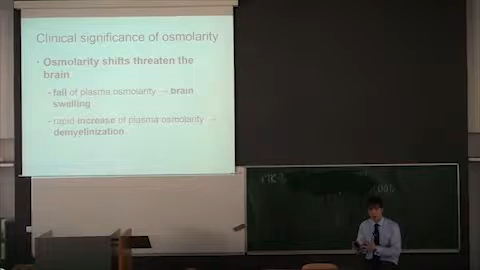 Clinical significance of osmolarity
· Osmolarity shifts threaten the
brain
- fall of plasma osmolarity — brain
swelling
- rapid increase of plasma osmolarity —
demyelinization